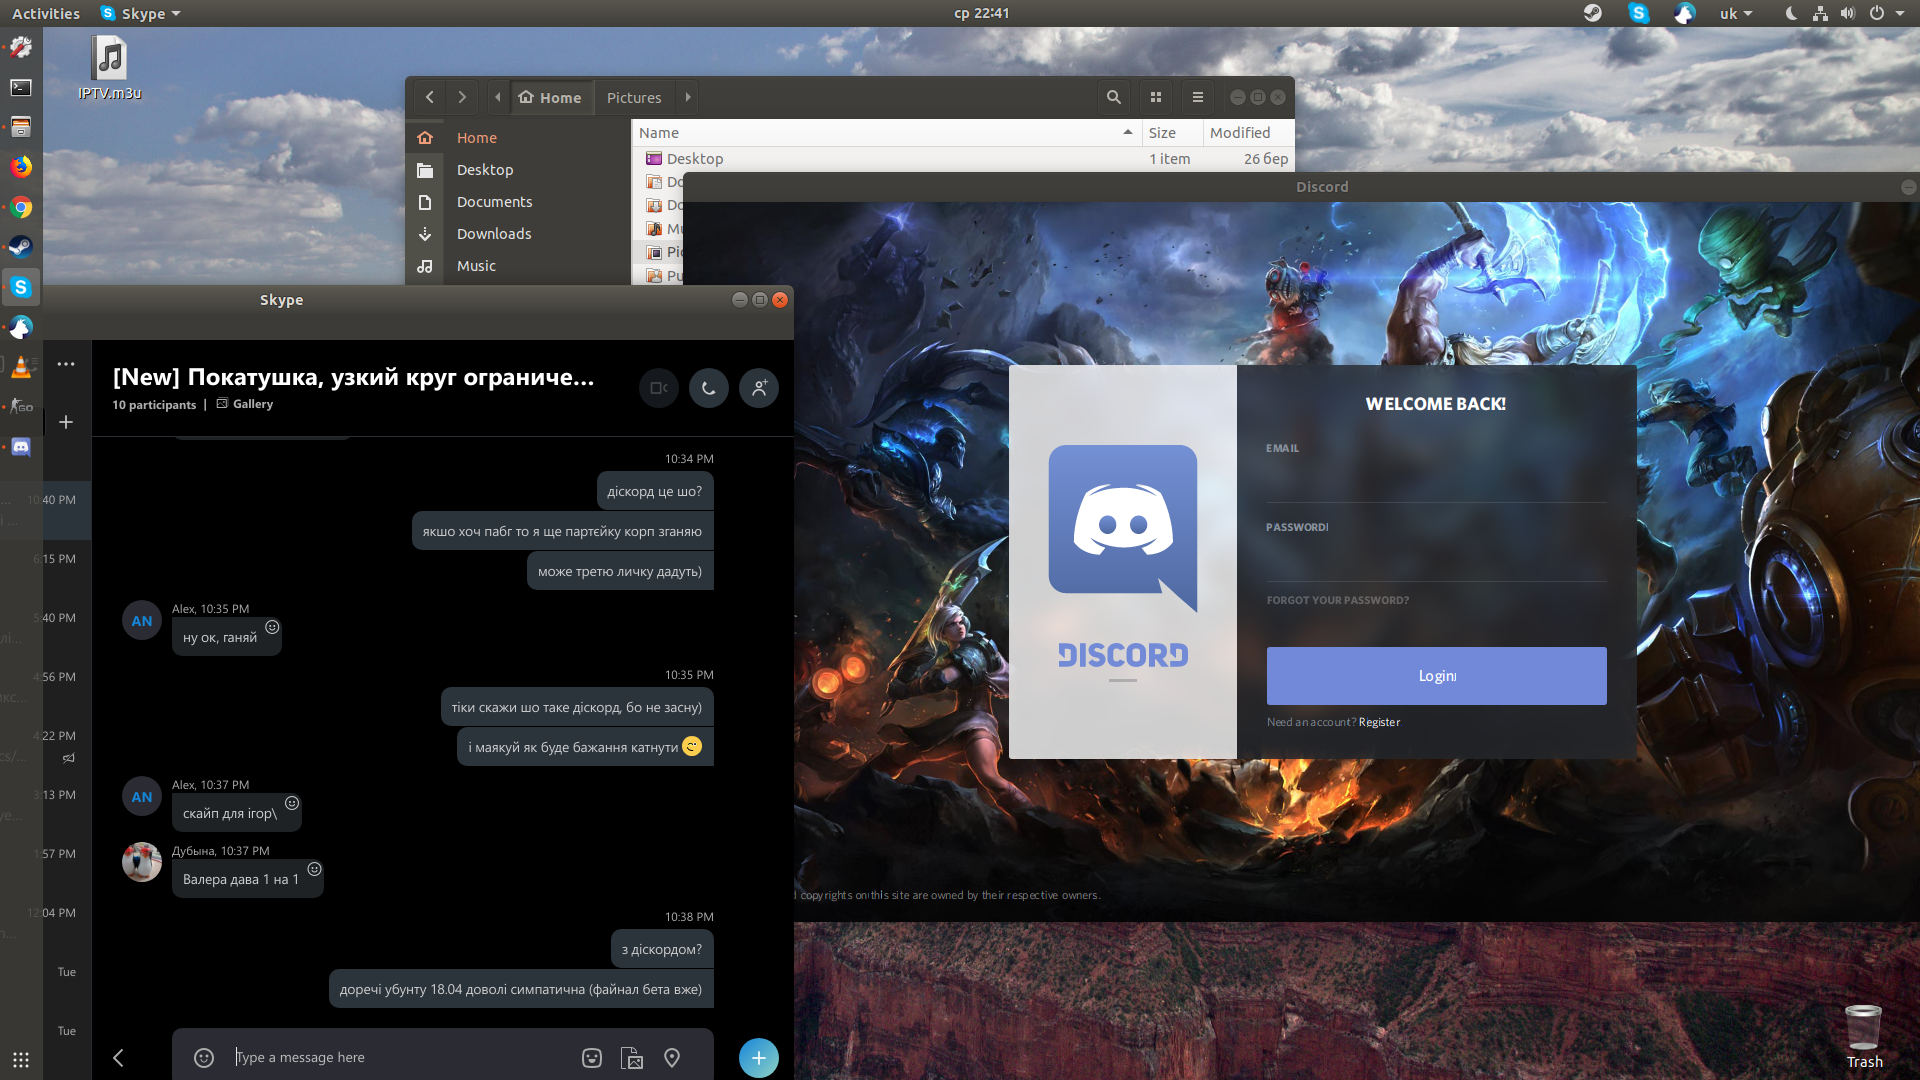 Activities
Skype
ср 22:41
uk
IPTV.m3u
Home
Pictures
Name
Size
Modified
Home
Desktop
Documents
Downloads
Music
Desktop
1 item
26 бер
Do
Do
Mu
Pic
Pu
Discord
WELCOME BACK!
EMAIL
PASSWORD
FORGOT YOUR PASSWORD?
Login
Need an account? Register
DISCORD
copyrights on this site are owned by their respective owners.
Skype
[New] Покатушка, узкий круг ограниче...
10 participants | Gallery
10:40 PM
6:15 PM
5:40 PM
4:56 PM
4:22 PM
3:13 PM
1:57 PM
12:04 PM
Tue
Tue
10:34 PM
діскорд це шо?
якшо хоч пабг то я ще партєйку корп зганяю
може третю личку дадуть)
AN
Alex, 10:35 PM
ну ок, ганяй
10:35 PM
тіки скажи шо таке діскорд, бо не засну)
і маякуй як буде бажання катнути
AN
Alex, 10:37 PM
скайп для ігор\
Дубына, 10:37 PM
Валера дава 1 на 1
10:38 PM
з діскордом?
доречі убунту 18.04 доволі симпатична (файнал бета вже)
Type a message here
Trash